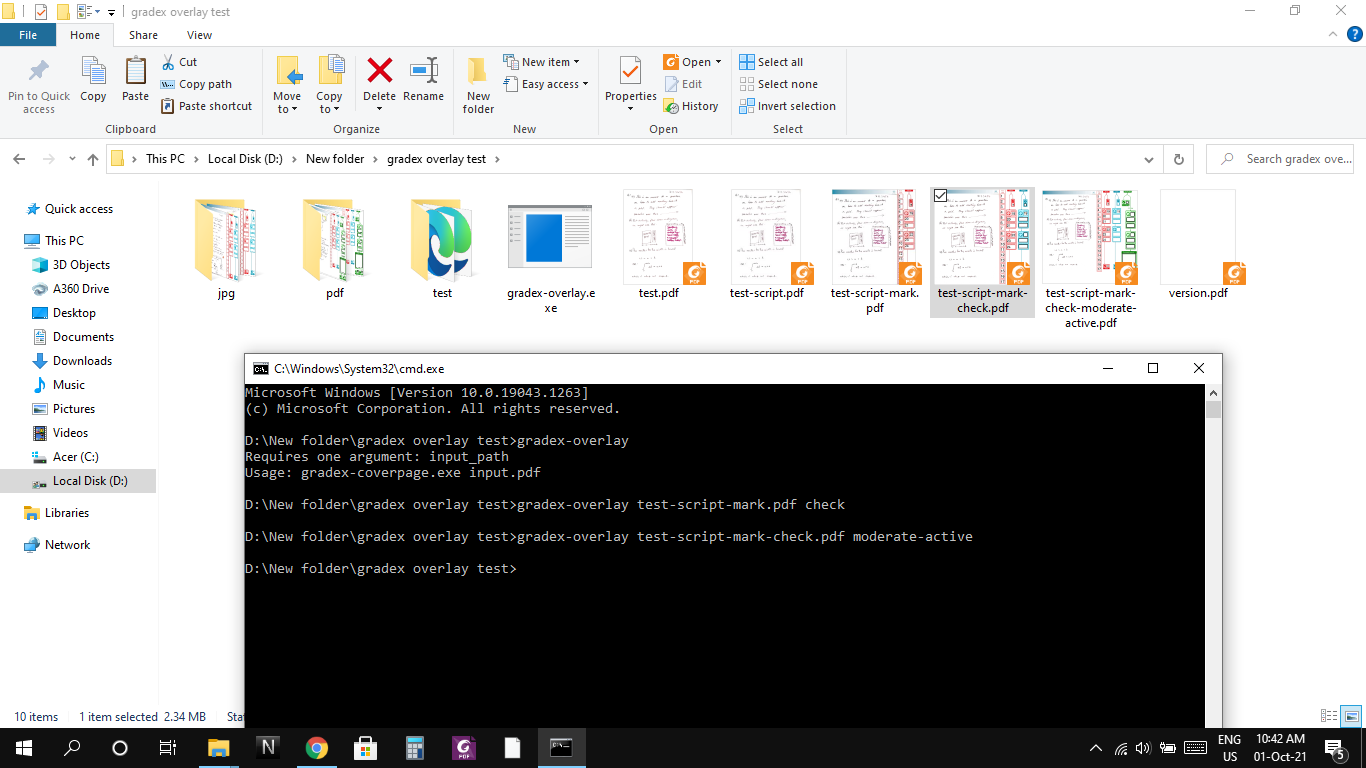 gradex overlay test
File Home Share View
Pin to Quick access
Copy
Paste
Cut
Copy path
Paste shortcut
Clipboard
Move to
Copy to
Delete
Rename
Organize
New folder
New item
Easy access
New
Properties
Open
Edit
History
Open
Select all
Select none
Invert selection
Select
This PC > Local Disk (D:) > New folder > gradex overlay test >
Search gradex ove...
Quick access
This PC
3D Objects
A360 Drive
Desktop
Documents
Downloads
Music
Pictures
Videos
Acer (C:)
Local Disk (D:)
Libraries
Network
jpg
pdf
test
gradex-overlay.e
xe
test.pdf
test-script.pdf
test-script-mark.
pdf
test-script-mark-
check.pdf
test-script-mark-
check-moderate-
active.pdf
version.pdf
C:\Windows\System32\cmd.exe
Microsoft Windows [Version 10.0.19043.1263]
(c) Microsoft Corporation. All rights reserved.
D:\New folder\gradex overlay test>gradex-overlay
Requires one argument: input_path
Usage: gradex-coverpage.exe input.pdf
D:\New folder\gradex overlay test>gradex-overlay test-script-mark.pdf check
D:\New folder\gradex overlay test>gradex-overlay test-script-mark-check.pdf moderate-active
D:\New folder\gradex overlay test>
10 items 1 item selected 2.34 MB
ENG
US
10:42 AM
01-Oct-21
5